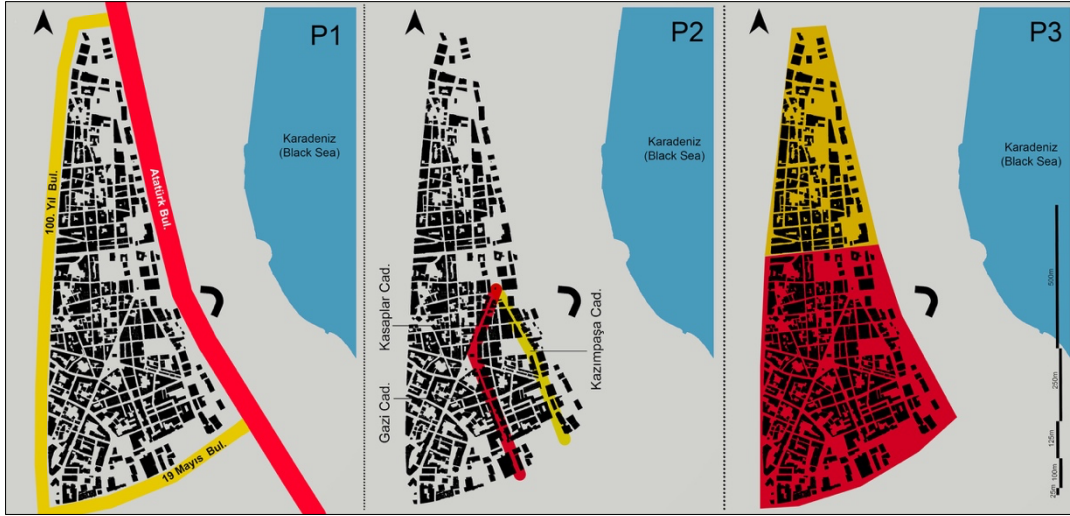 P1
Karadeniz
(Black Sea)
100. Yıl Bul.
Atatürk Bul.
19 Mayıs Bul.
P2
Karadeniz
(Black Sea)
Kasaplar Cad.
Gazi Cad.
Kazımpaşa Cad.
P3
Karadeniz
(Black Sea)
500m
250m
125m
100m
25m